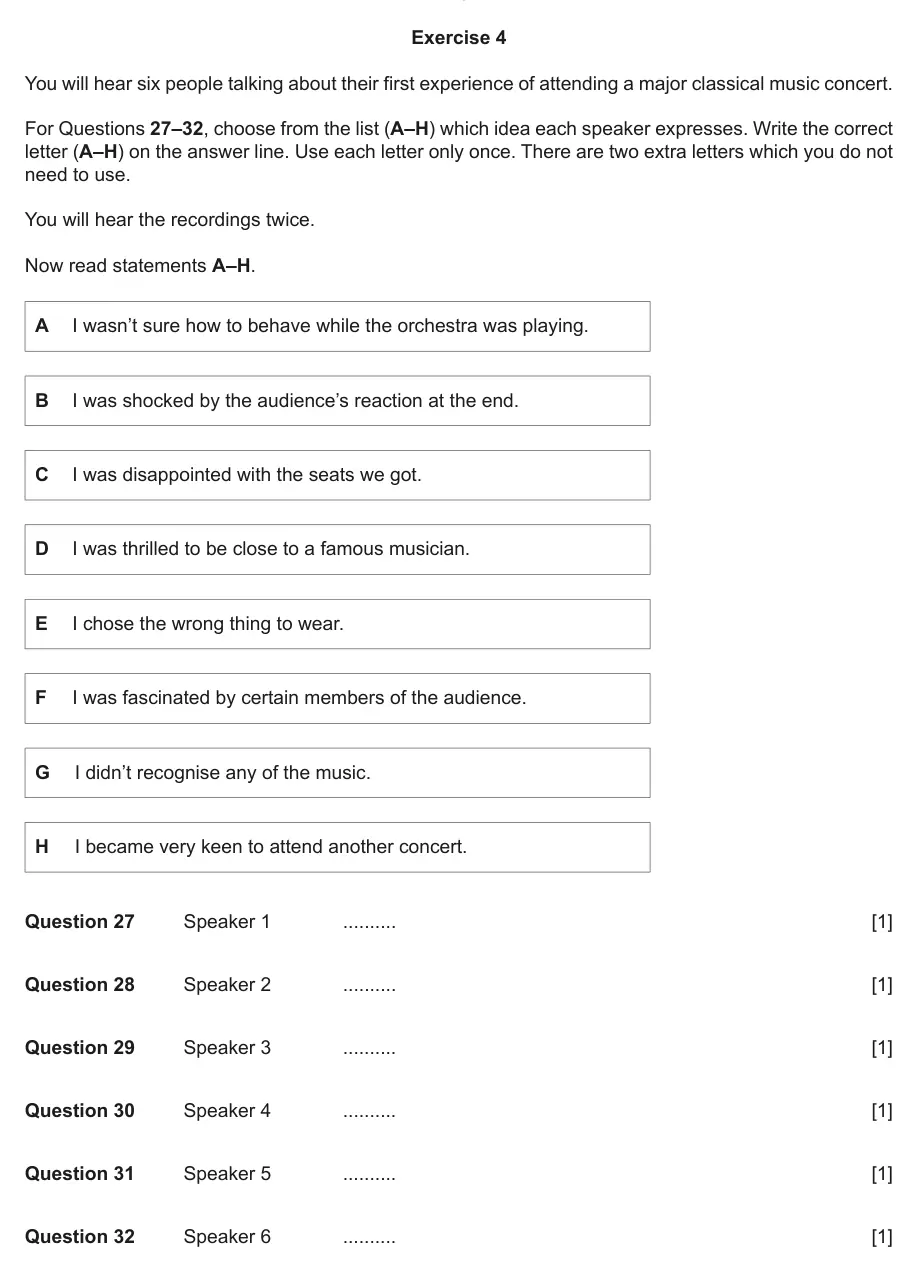 Exercise 4
You will hear six people talking about their first experience of attending a major classical music concert.
For Questions 27–32, choose from the list (A–H) which idea each speaker expresses. Write the correct
letter (A–H) on the answer line. Use each letter only once. There are two extra letters which you do not
need to use.
You will hear the recordings twice.
Now read statements A–H.
A I wasn't sure how to behave while the orchestra was playing.
B I was shocked by the audience's reaction at the end.
C I was disappointed with the seats we got.
D I was thrilled to be close to a famous musician.
E I chose the wrong thing to wear.
F I was fascinated by certain members of the audience.
G I didn't recognise any of the music.
H I became very keen to attend another concert.
Question 27 Speaker 1 .......... [1]
Question 28 Speaker 2 .......... [1]
Question 29 Speaker 3 .......... [1]
Question 30 Speaker 4 .......... [1]
Question 31 Speaker 5 .......... [1]
Question 32 Speaker 6 .......... [1]